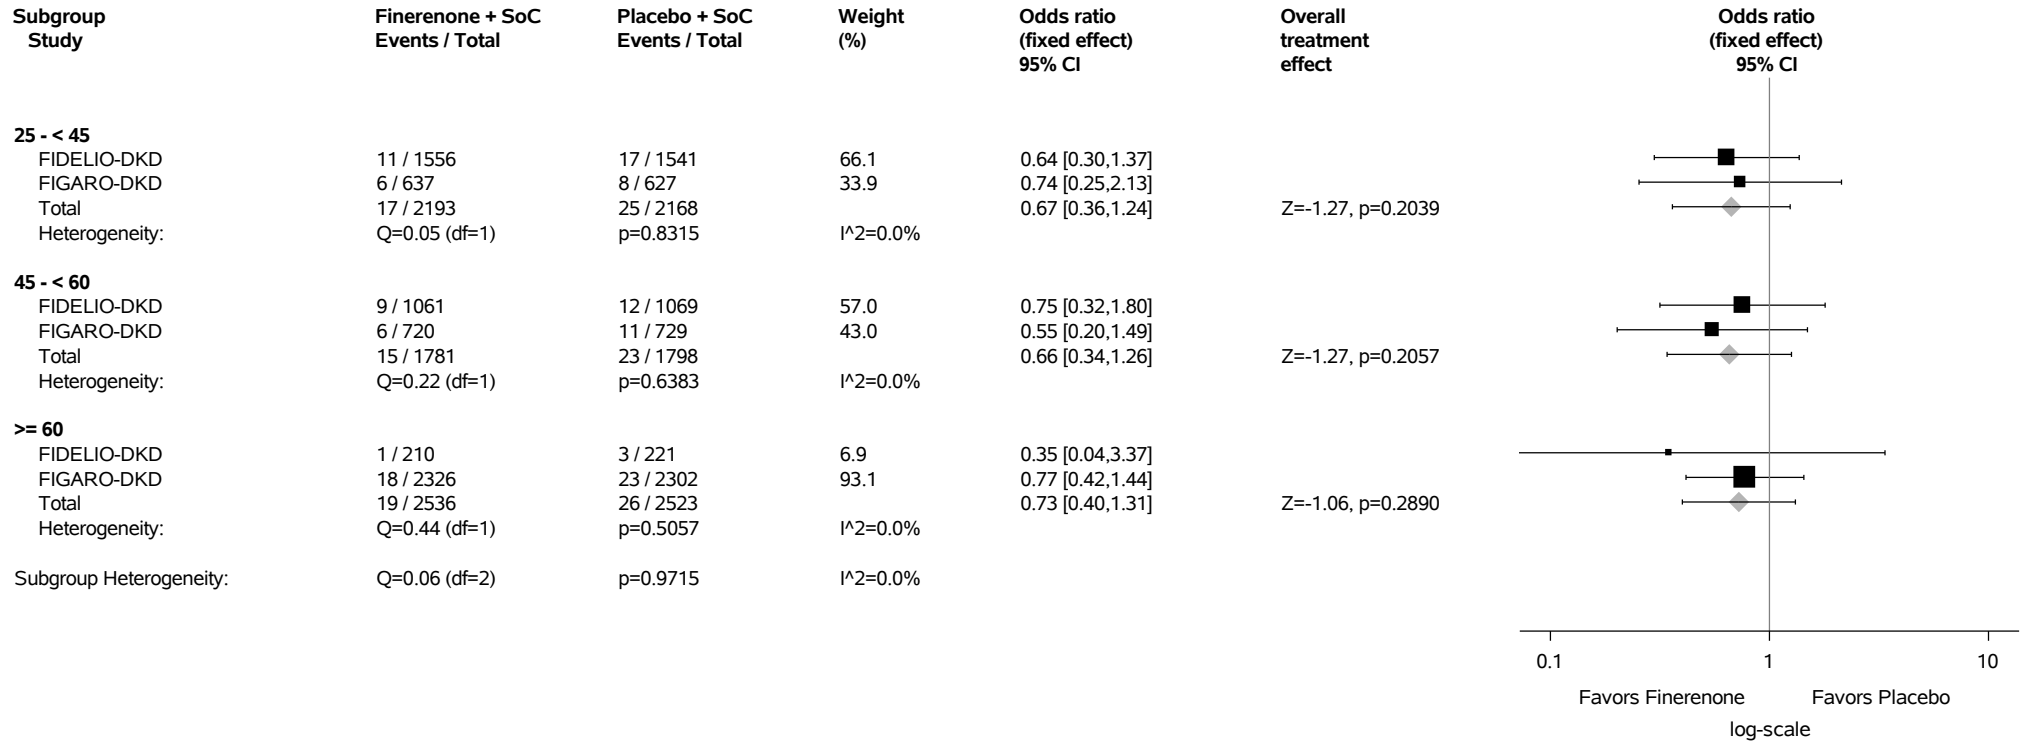 Subgroup Finerenone + SoC Placebo + SoC Weight Odds ratio Overall Odds ratio
Study Events / Total Events / Total (%) (fixed effect) treatment (fixed effect)
95% CI effect 95% CI
25 - < 45
FIDELIO-DKD 11 / 1556 17 / 1541 66.1 0.64 [0.30,1.37]
FIGARO-DKD 6 / 637 8 / 627 33.9 0.74 [0.25,2.13]
Total 17 / 2193 25 / 2168 0.67 [0.36,1.24] Z=-1.27, p=0.2039
Heterogeneity: Q=0.05 (df=1) p=0.8315 I^2=0.0%
45 - < 60
FIDELIO-DKD 9 / 1061 12 / 1069 57.0 0.75 [0.32,1.80]
FIGARO-DKD 6 / 720 11 / 729 43.0 0.55 [0.20,1.49]
Total 15 / 1781 23 / 1798 0.66 [0.34,1.26] Z=-1.27, p=0.2057
Heterogeneity: Q=0.22 (df=1) p=0.6383 I^2=0.0%
>= 60
FIDELIO-DKD 1 / 210 3 / 221 6.9 0.35 [0.04,3.37]
FIGARO-DKD 18 / 2326 23 / 2302 93.1 0.77 [0.42,1.44]
Total 19 / 2536 26 / 2523 0.73 [0.40,1.31] Z=-1.06, p=0.2890
Heterogeneity: Q=0.44 (df=1) p=0.5057 I^2=0.0%
Subgroup Heterogeneity: Q=0.06 (df=2) p=0.9715 I^2=0.0%
0.1 1 10
Favors Finerenone Favors Placebo
log-scale